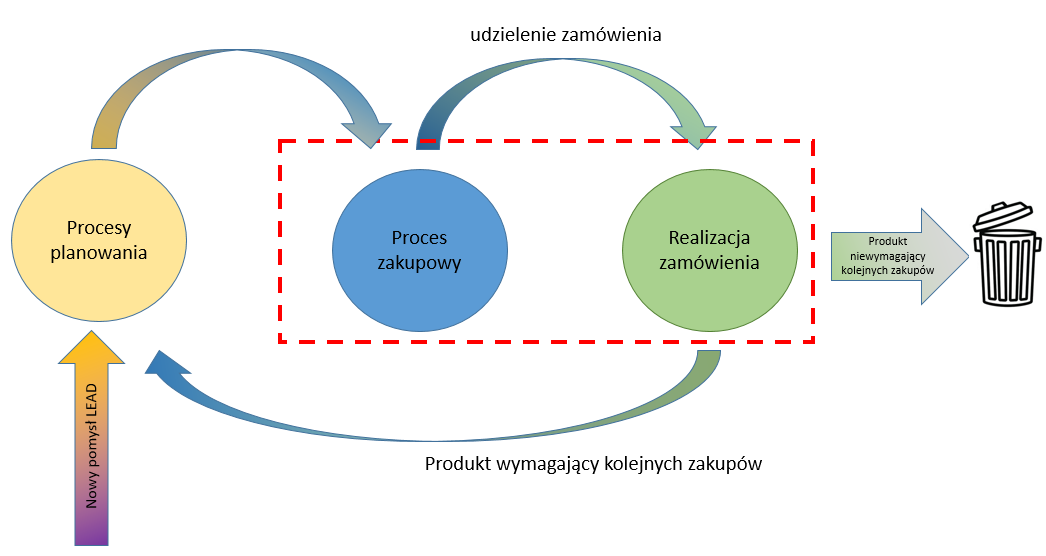 udzielenie zamówienia
Procesy
planowania
Proces
zakupowy
Realizacja
zamówienia
Produkt
niewymagający
kolejnych zakupów
Nowy pomysł LEAD
Produkt wymagający kolejnych zakupów